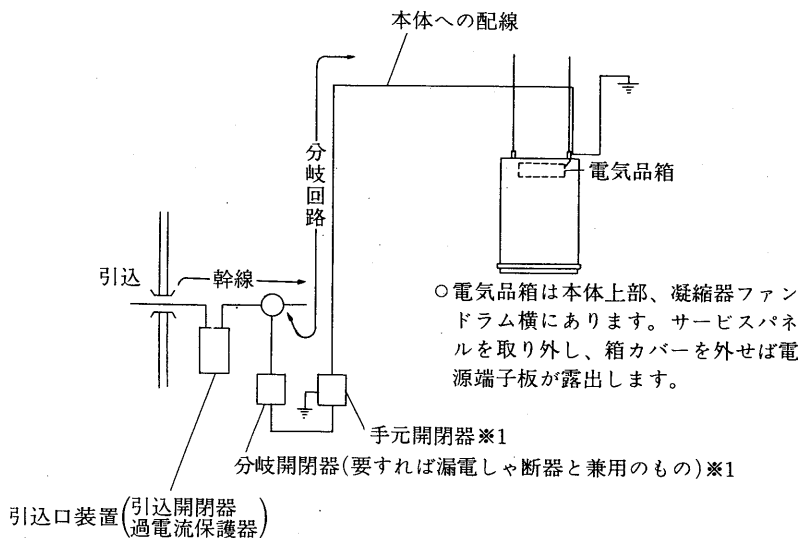 本体への配線
分岐回路
電気品箱
引込
幹線
○電気品箱は本体上部、凝縮器ファン
ドラム横にあります。サービスパネ
ルを取り外し、箱カバーを外せば電
源端子板が露出します。
手元開閉器※1
分岐開閉器(要すれば漏電しゃ断器と兼用のもの)※1
引込口装置(引込開閉器
過電流保護器)